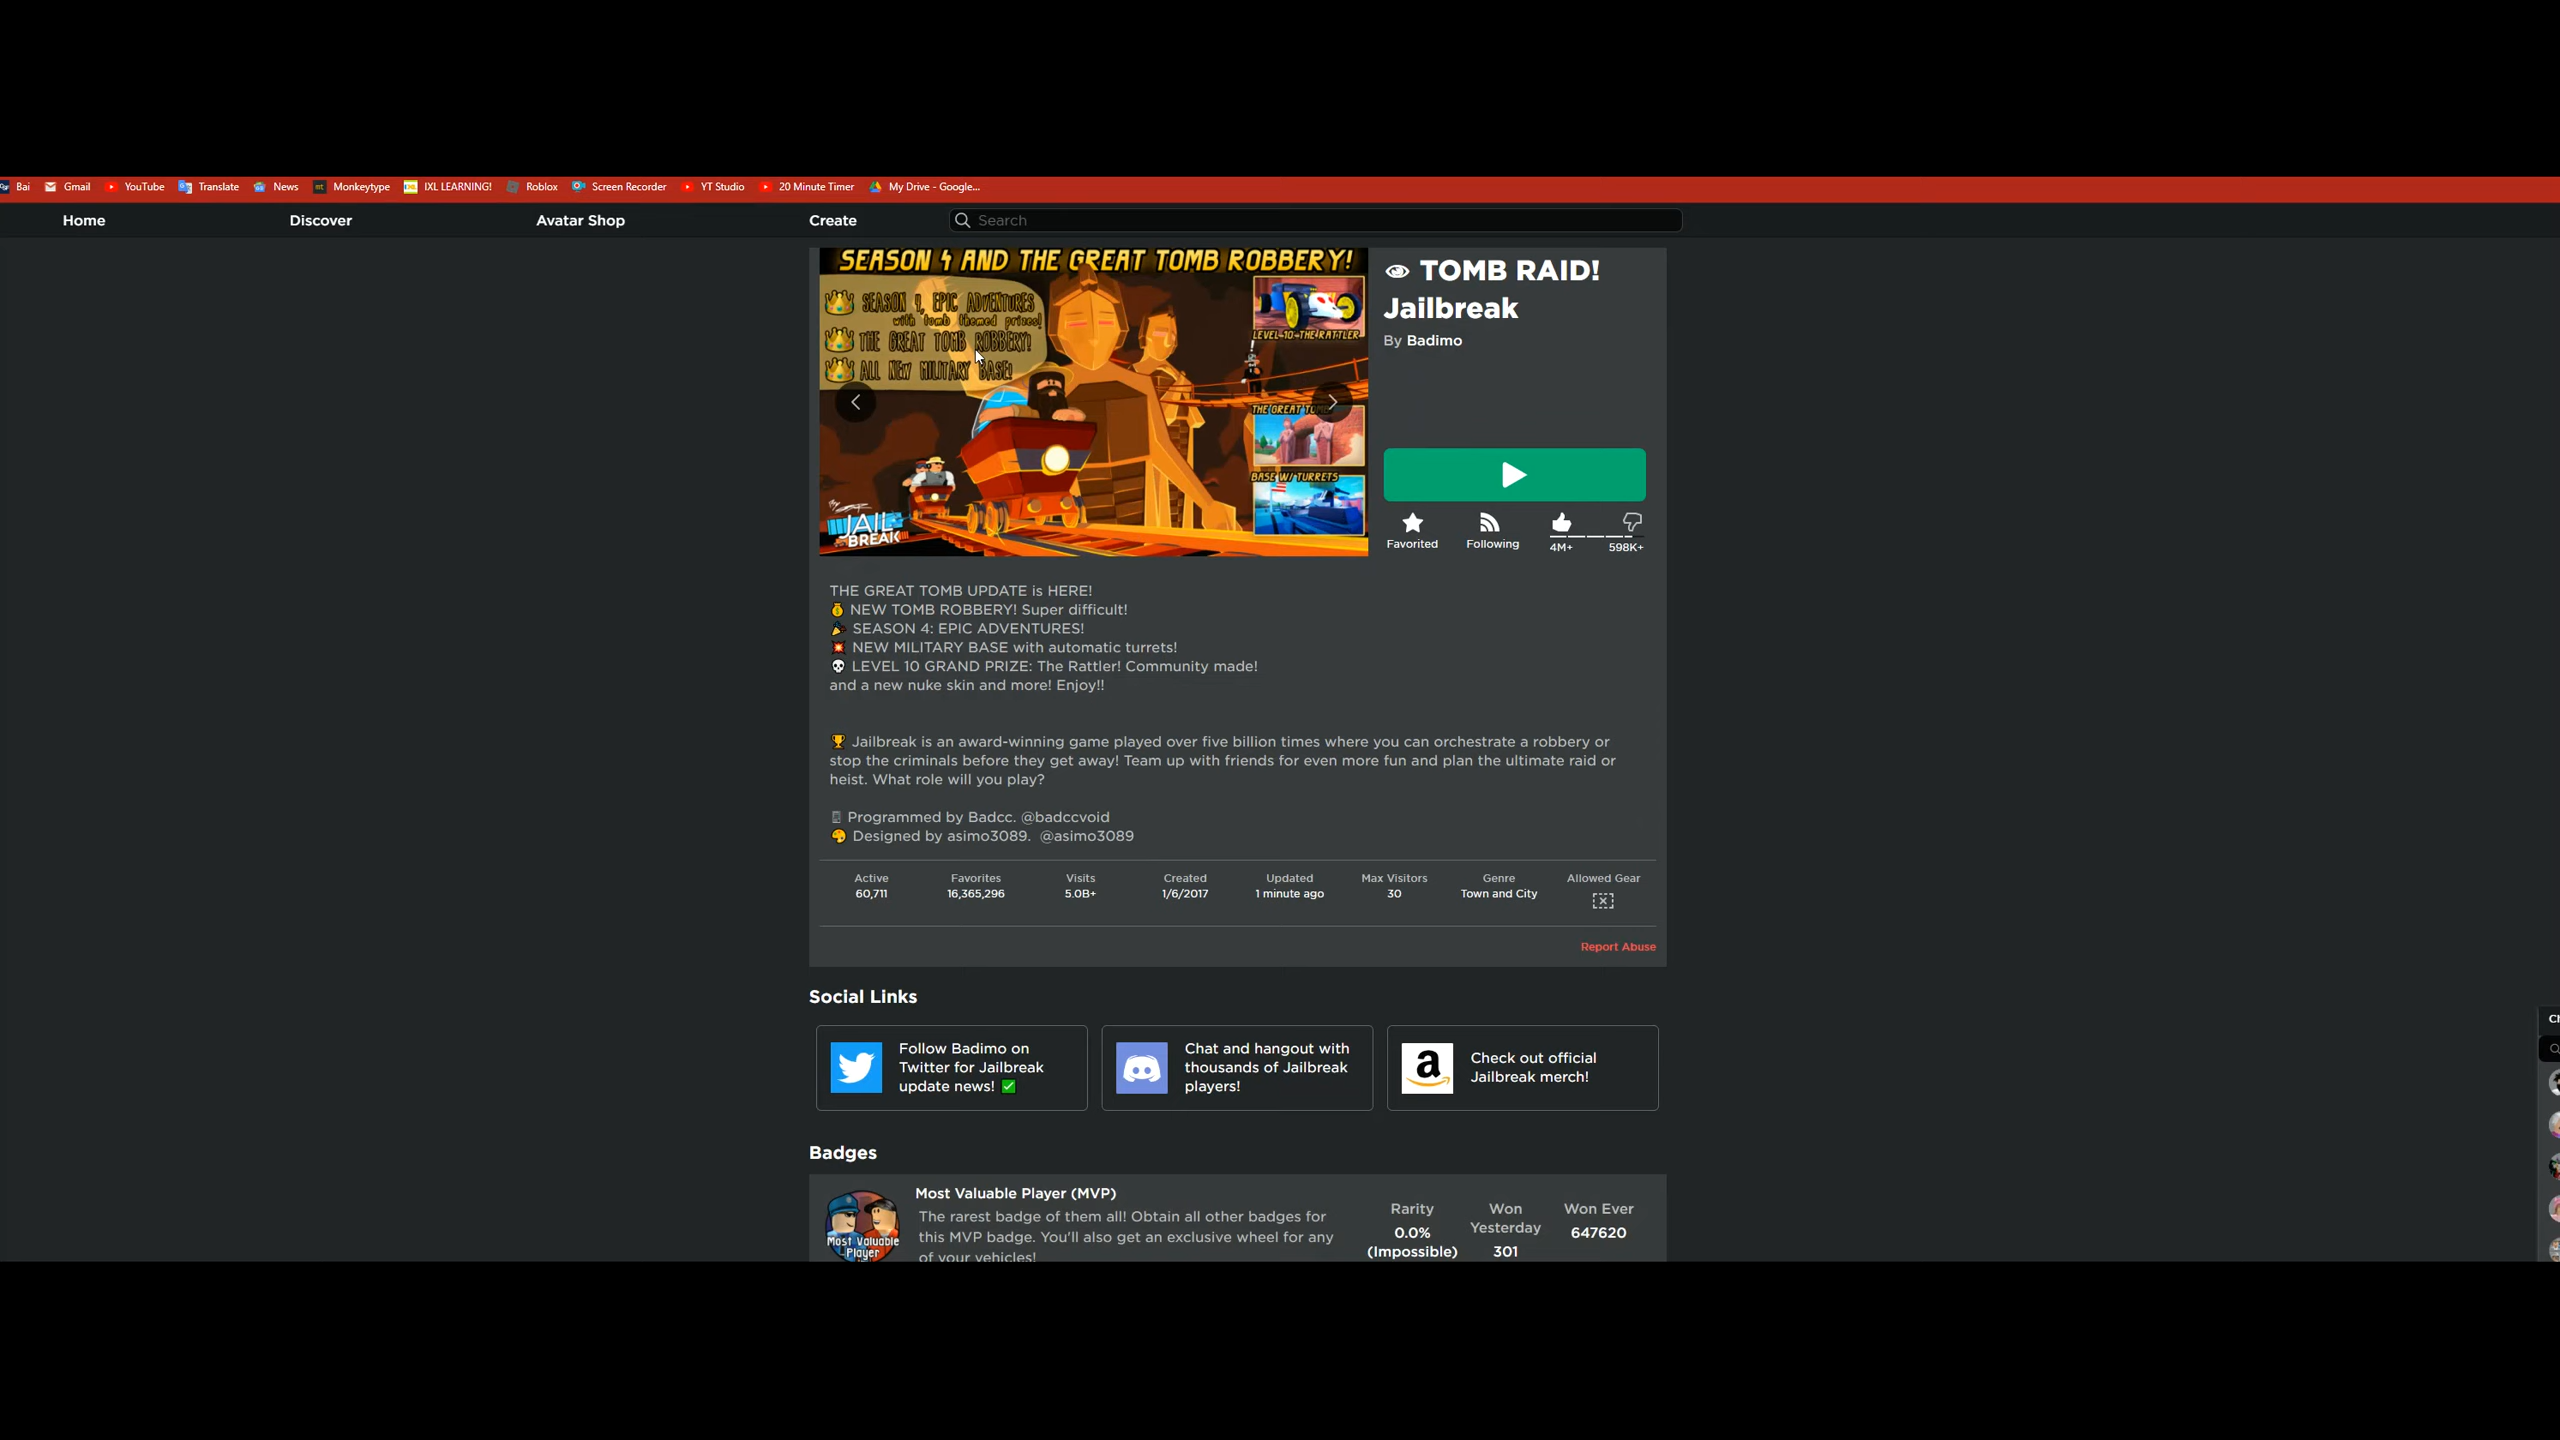 Bai Gmail YouTube Translate News Monkeytype IXL LEARNING! Roblox Screen Recorder YT Studio 20 Minute Timer My Drive - Google...
Home Discover Avatar Shop Create Search
SEASON 4 AND THE GREAT TOMB ROBBERY!
SEASON 4, EPIC ADVENTURES
with tomb themed prizes!
THE GREAT TOMB ROBBERY!
ALL NEW MILITARY BASE!
LEVEL 10 THE RATTLER
THE GREAT TOMB
BASE W/ TURRETS
JAIL
BREAK
TOMB RAID!
Jailbreak
By Badimo
Favorited Following 4M+ 598K+
THE GREAT TOMB UPDATE is HERE!
💰 NEW TOMB ROBBERY! Super difficult!
🎉 SEASON 4: EPIC ADVENTURES!
💥 NEW MILITARY BASE with automatic turrets!
💀 LEVEL 10 GRAND PRIZE: The Rattler! Community made!
and a new nuke skin and more! Enjoy!!
🏆 Jailbreak is an award-winning game played over five billion times where you can orchestrate a robbery or
stop the criminals before they get away! Team up with friends for even more fun and plan the ultimate raid or
heist. What role will you play?
Programmed by Badcc. @badccvoid
🎨 Designed by asimo3089. @asimo3089
Active Favorites Visits Created Updated Max Visitors Genre Allowed Gear
60,711 16,365,296 5.0B+ 1/6/2017 1 minute ago 30 Town and City
Report Abuse
Social Links
Follow Badimo on
Twitter for Jailbreak
update news! ✅
Chat and hangout with
thousands of Jailbreak
players!
Check out official
Jailbreak merch!
Badges
Most Valuable
Player
Most Valuable Player (MVP)
The rarest badge of them all! Obtain all other badges for
this MVP badge. You'll also get an exclusive wheel for any
of your vehicles!
Rarity
0.0%
(Impossible)
Won
Yesterday
301
Won Ever
647620